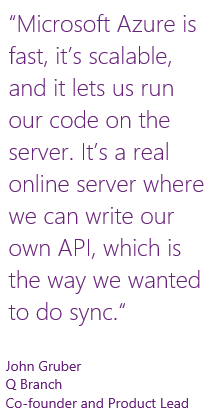 “Microsoft Azure is
fast, it’s scalable,
and it lets us run
our code on the
server. It’s a real
online server where
we can write our
own API, which is
the way we wanted
to do sync.“
John Gruber
Q Branch
Co-founder and Product Lead